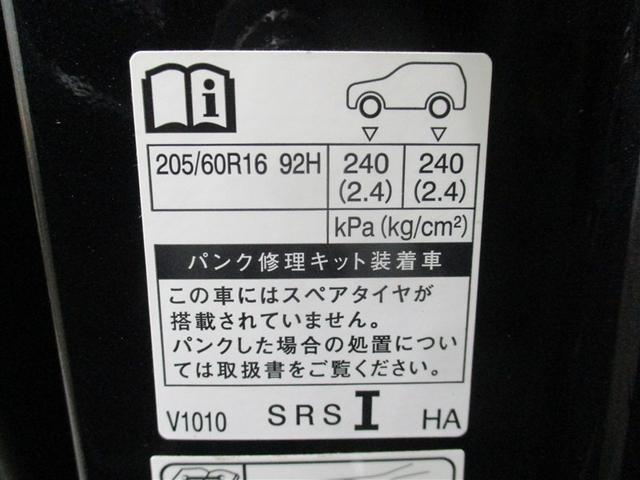 205/60R16 92H 240 240
(2.4) (2.4)
kPa (kg/cm²)
パンク修理キット装着車
この車にはスペアタイヤが
搭載されていません。
パンクした場合の処置につい
ては取扱書をご覧ください。
V1010 SRS I HA